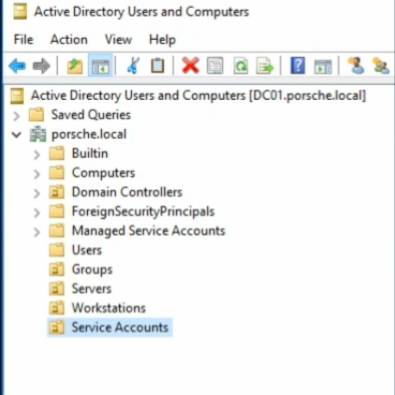 Active Directory Users and Computers
File Action View Help
Active Directory Users and Computers [DC01.porsche.local]
Saved Queries
porsche.local
Builtin
Computers
Domain Controllers
ForeignSecurityPrincipals
Managed Service Accounts
Users
Groups
Servers
Workstations
Service Accounts